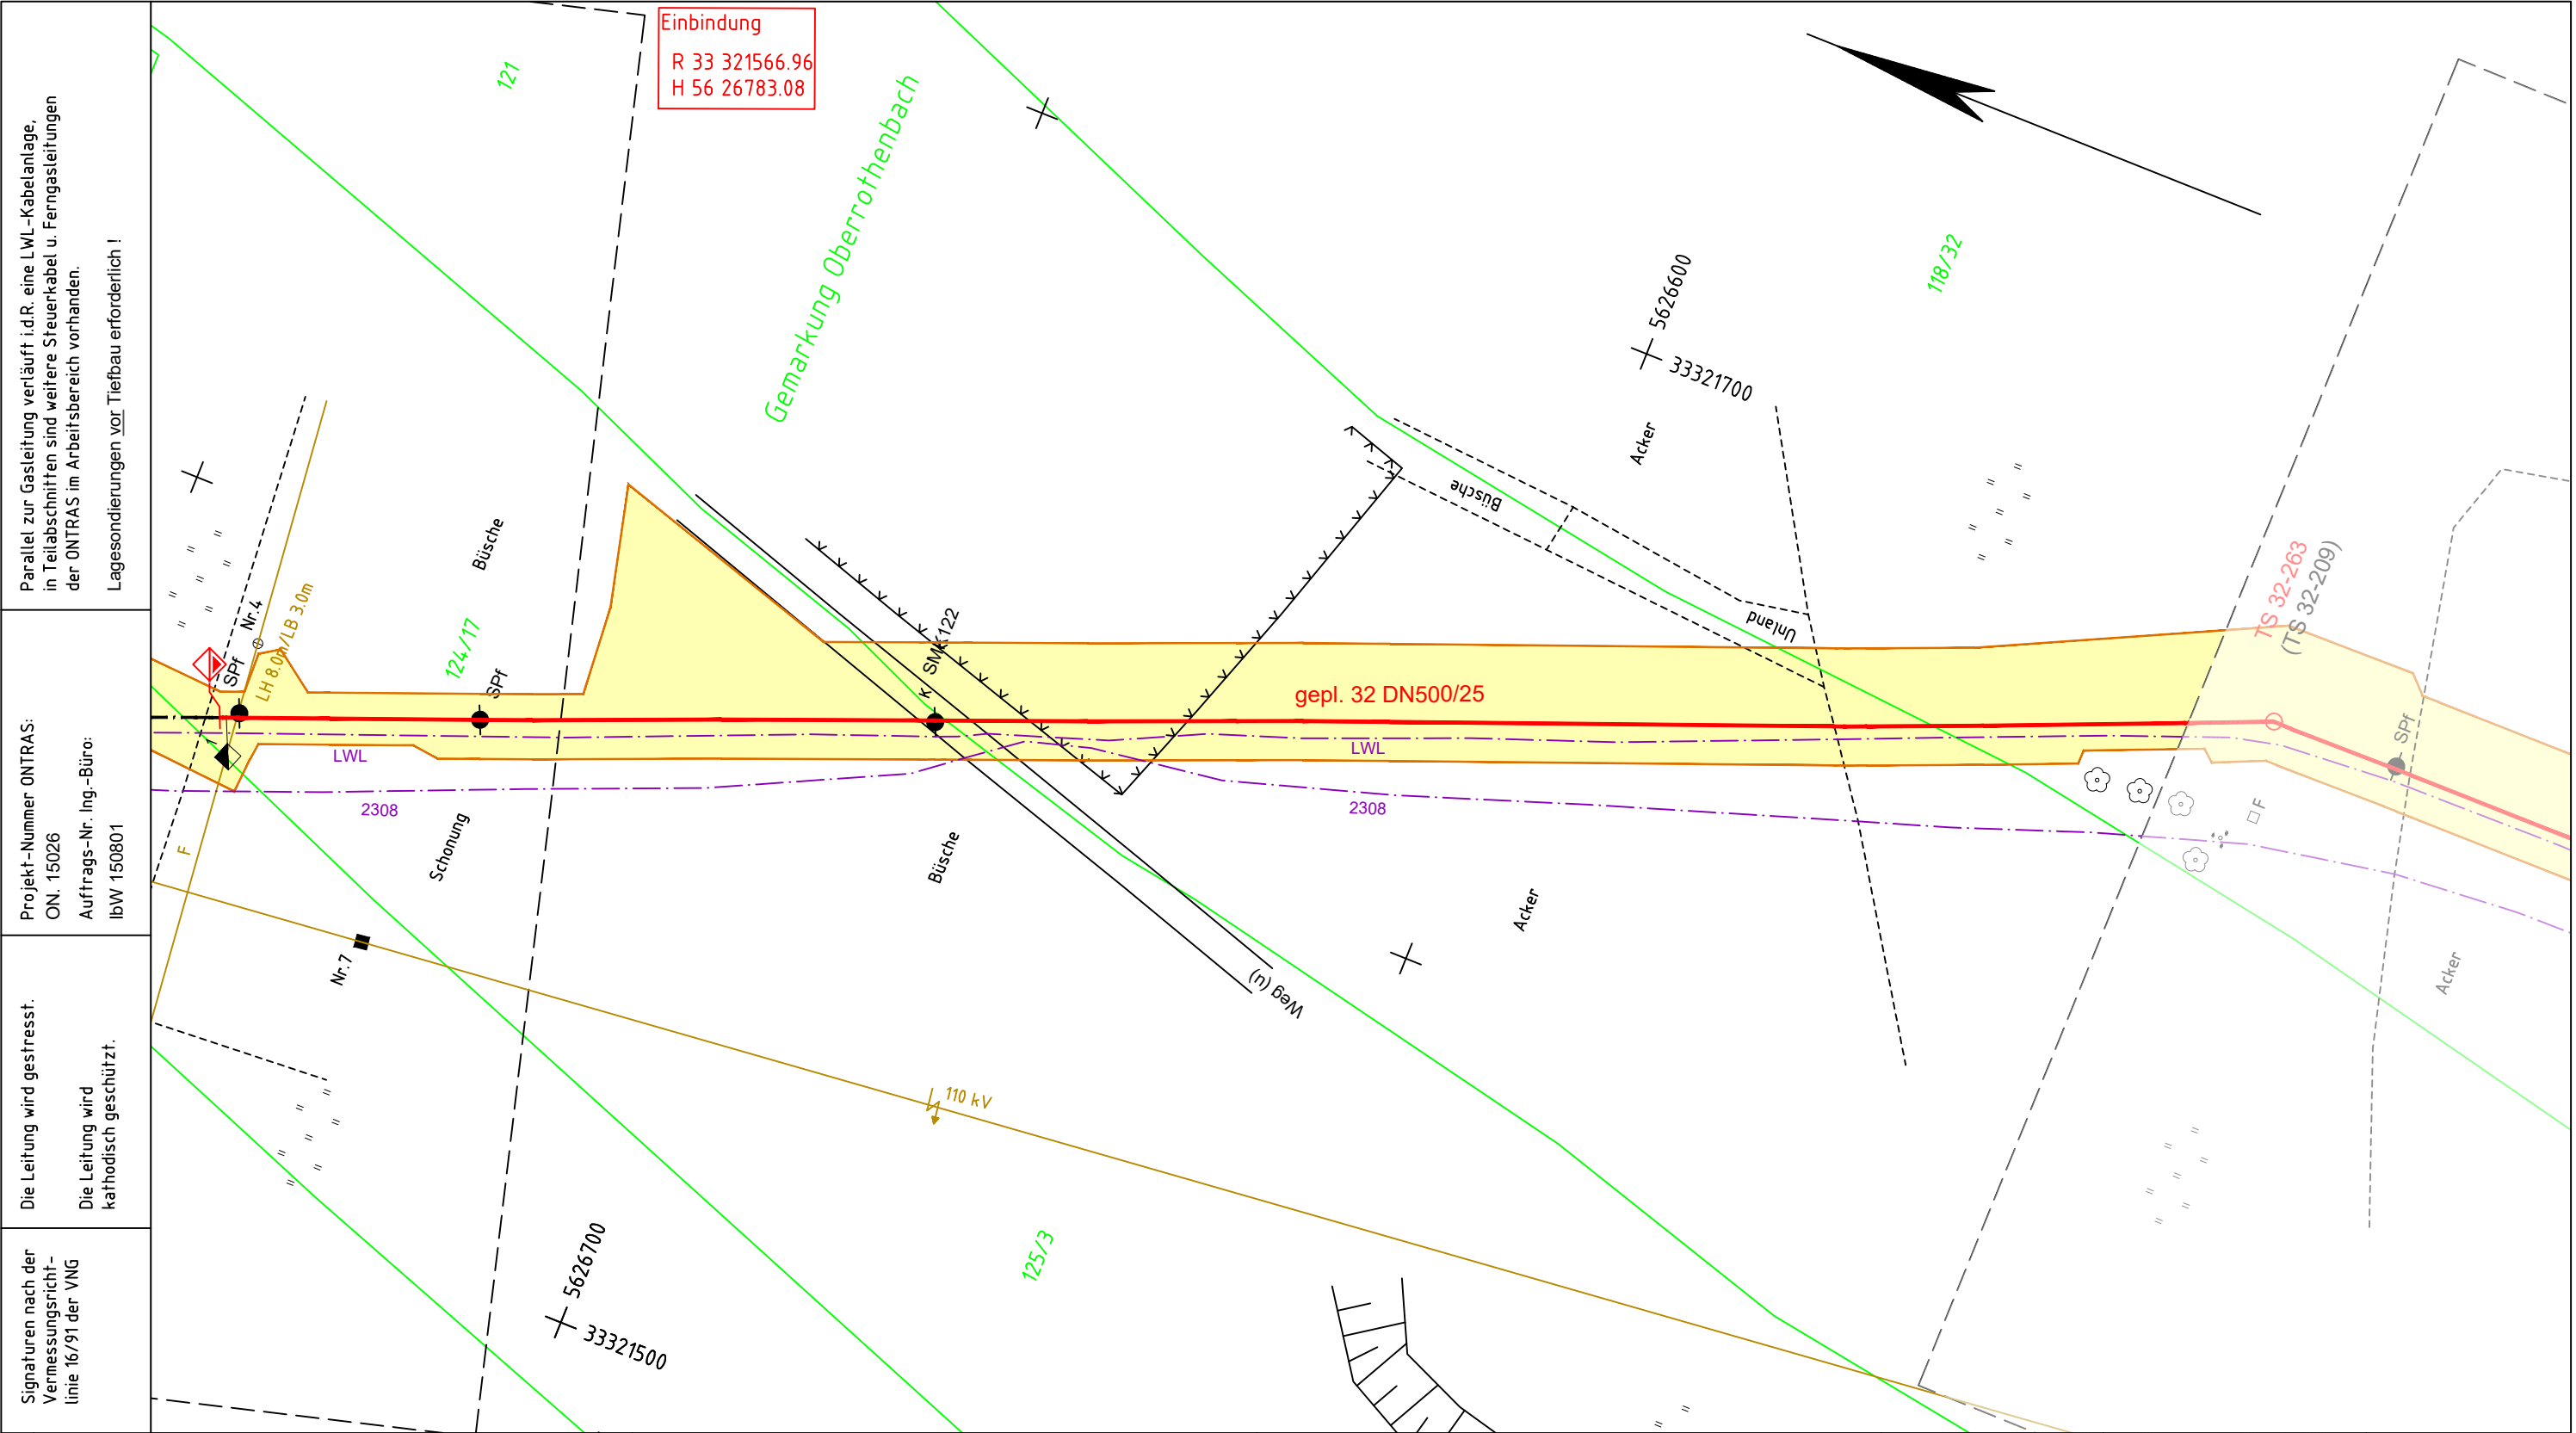 Parallel zur Gasleitung verläuft i.d.R. eine LWL-Kabelanlage,
in Teilabschnitten sind weitere Steuerkabel u. Ferngasleitungen
der ONTRAS im Arbeitsbereich vorhanden.
Lagesondierungen vor Tiefbau erforderlich !
Projekt-Nummer ONTRAS:
ON. 15026
Auftrags-Nr. Ing.-Büro:
IbW 150801
Die Leitung wird gestresst.
Die Leitung wird
kathodisch geschützt.
Signaturen nach der
Vermessungsricht-
linie 16/91 der VNG
Einbindung
R 33 321566.96
H 56 26783.08
121
Gemarkung Oberrothenbach
118/32
5626600
33321700
Acker
Büsche
Büsche
Unland
Nr.4
SPf
LH 8.0m/LB 3.0m
124/17
SPf
K SMK122
gepl. 32 DN500/25
TS 32-263
(TS 32-209)
SPf
LWL
LWL
2308
2308
F
F
Schonung
Büsche
Acker
Acker
Nr.7
Weg (u)
110 kV
125/3
5626700
33321500